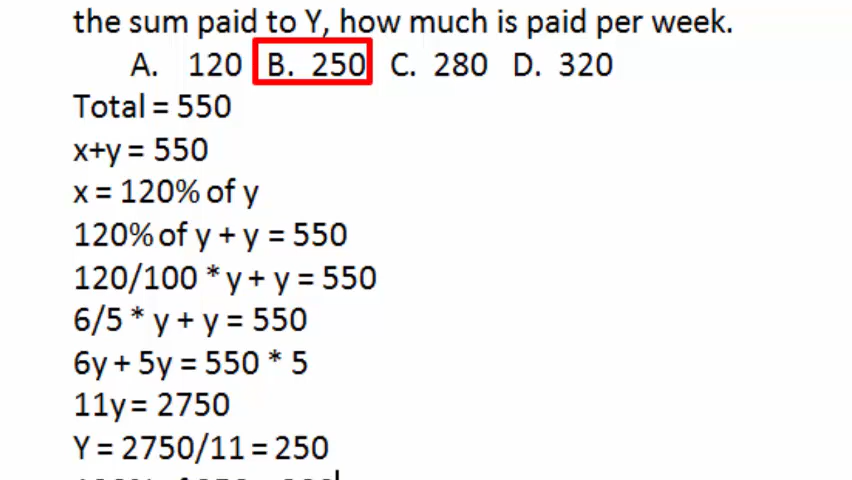 the sum paid to Y, how much is paid per week.
A. 120 B. 250 C. 280 D. 320
Total = 550
x+y = 550
x = 120% of y
120% of y + y = 550
120/100 * y + y = 550
6/5 * y + y = 550
6y + 5y = 550 * 5
11y = 2750
Y = 2750/11 = 250